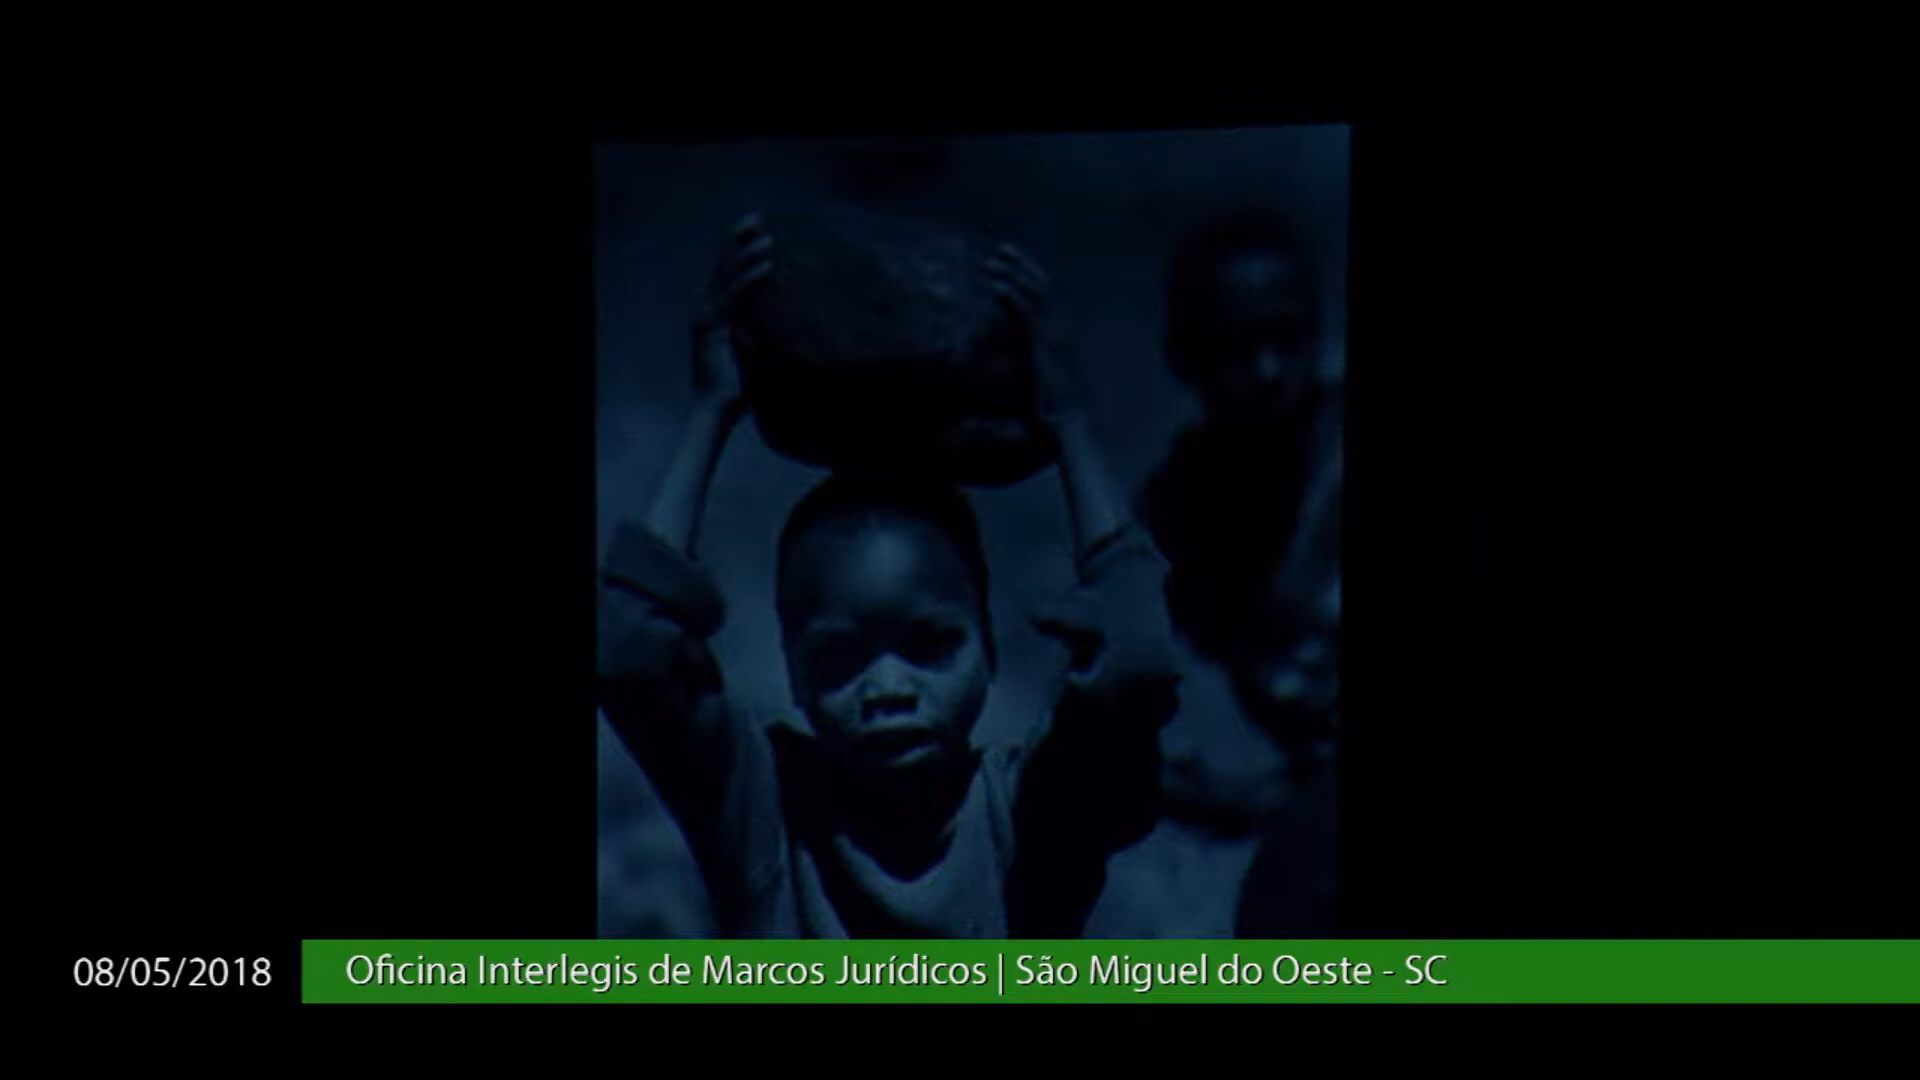 08/05/2018
Oficina Interlegis de Marcos Jurídicos | São Miguel do Oeste - SC